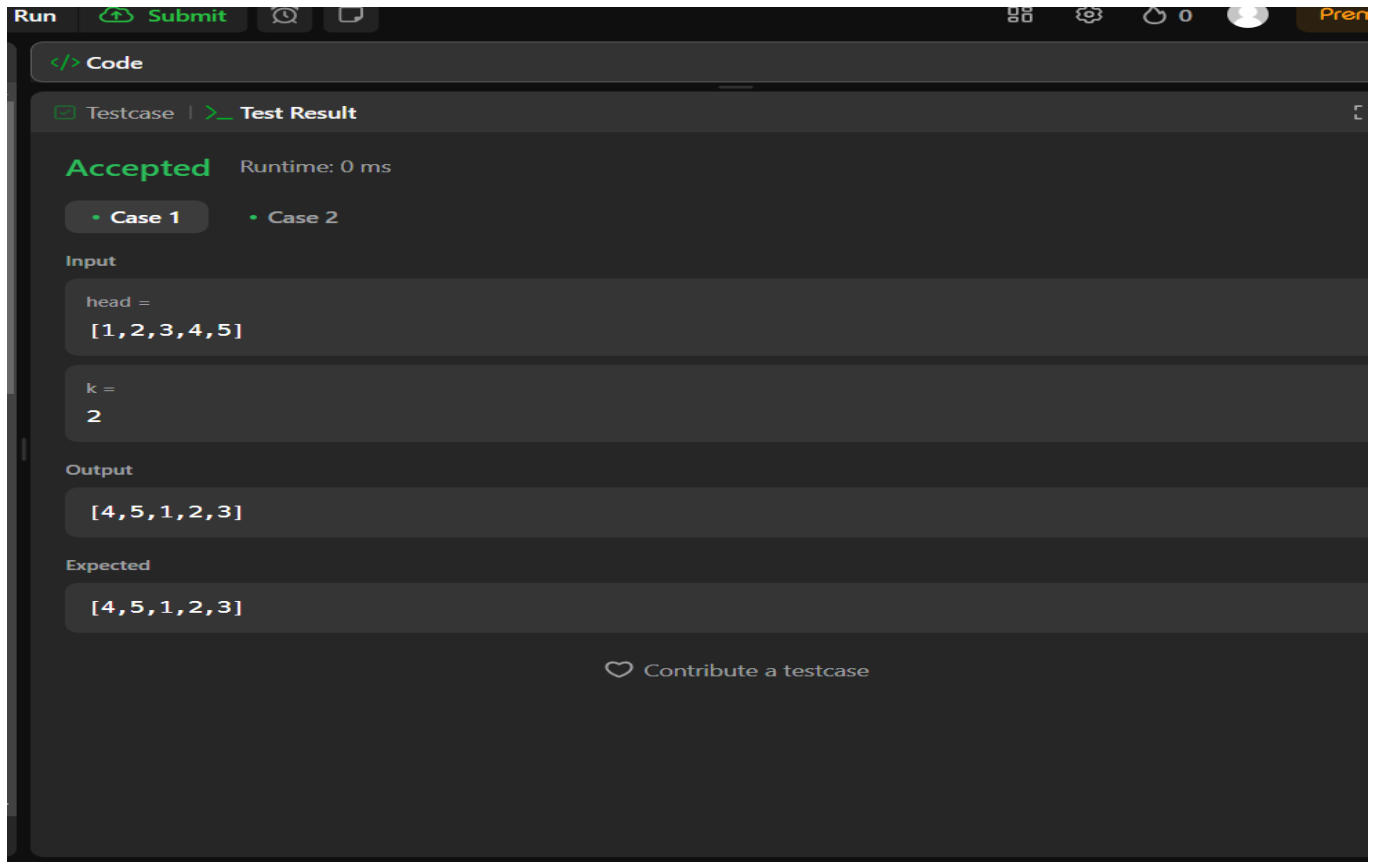 Run Submit 0
Code
Testcase | >_ Test Result
Accepted Runtime: 0 ms
• Case 1 • Case 2
Input
head =
[1,2,3,4,5]
k =
2
Output
[4,5,1,2,3]
Expected
[4,5,1,2,3]
Contribute a testcase